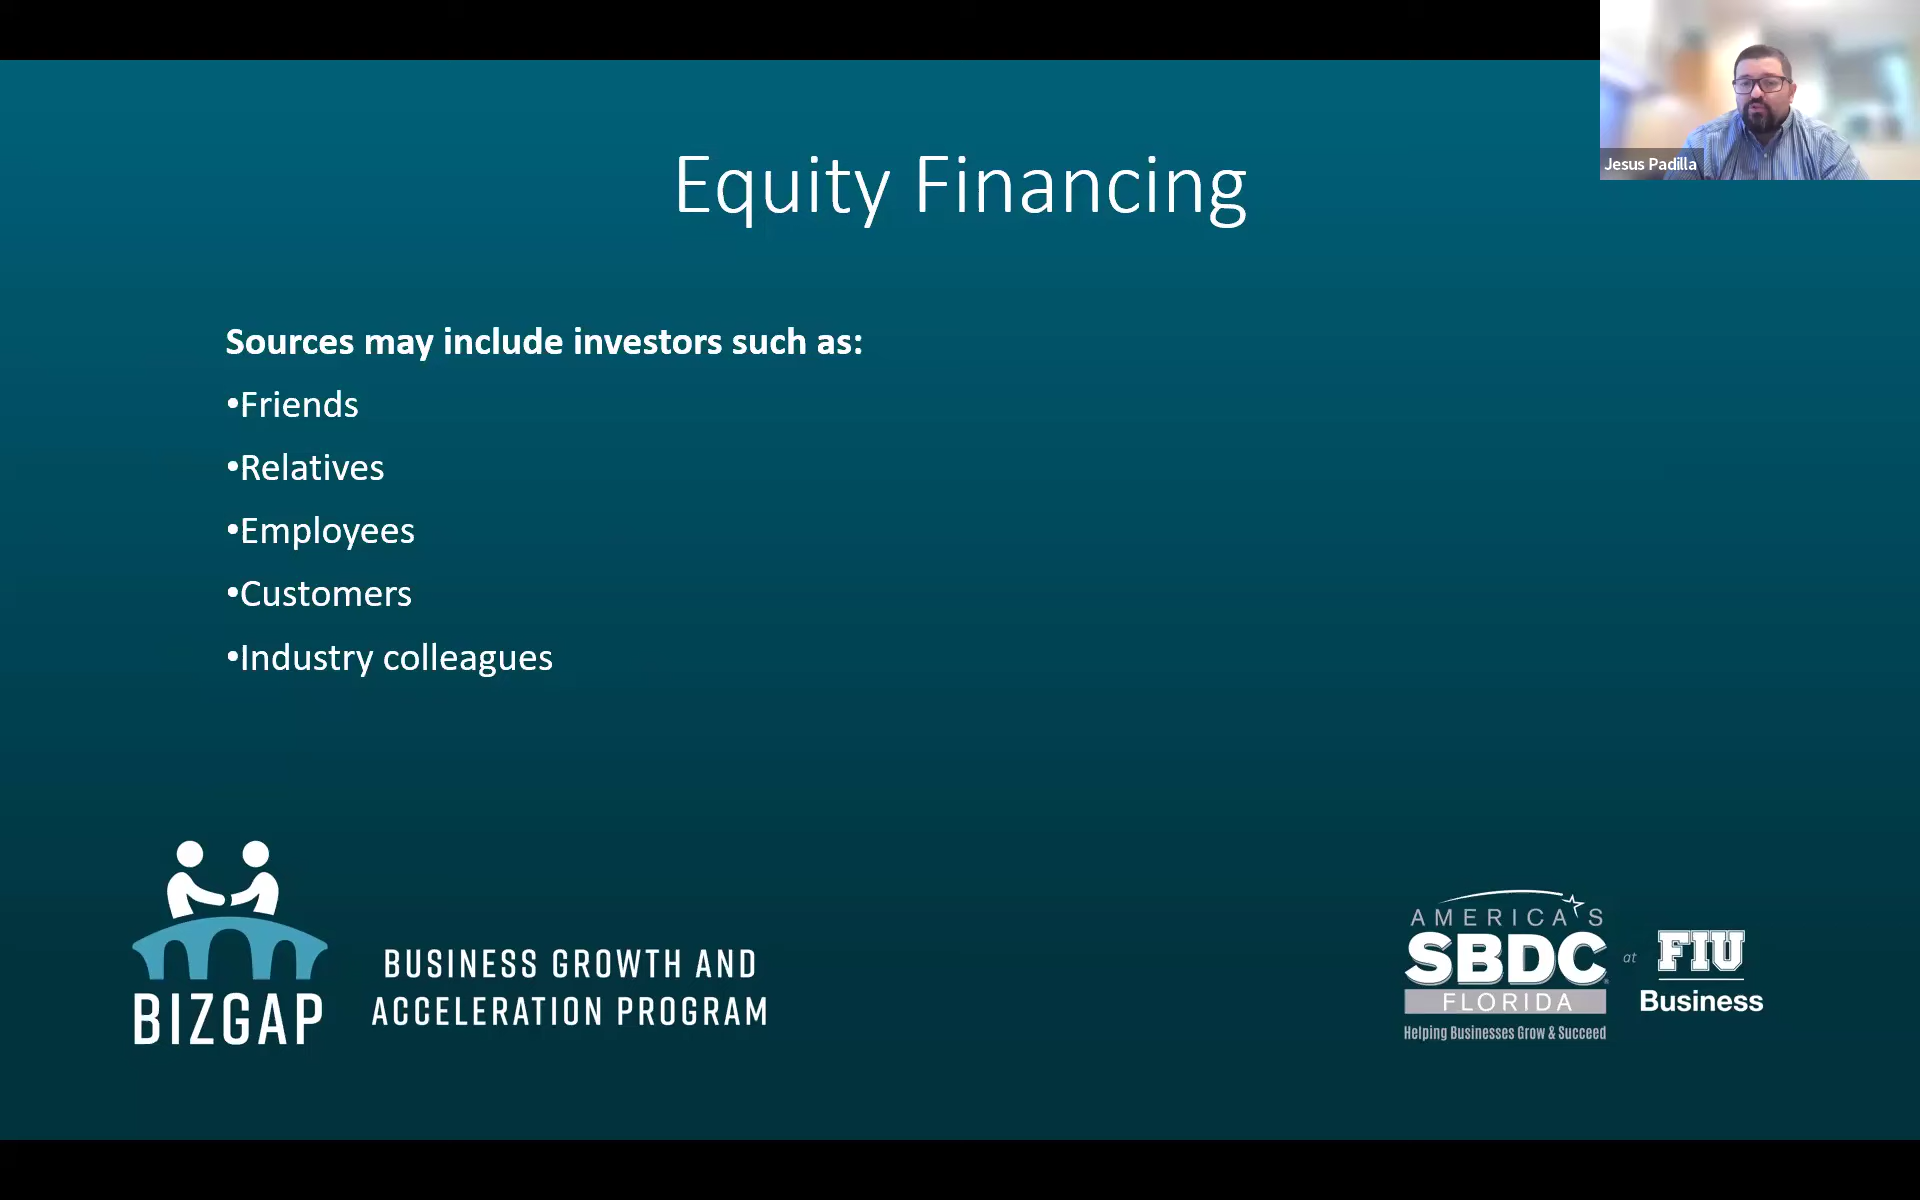 Jesus Padilla
Equity Financing
Sources may include investors such as:
•Friends
•Relatives
•Employees
•Customers
•Industry colleagues
BIZGAP
BUSINESS GROWTH AND
ACCELERATION PROGRAM
AMERICA'S
SBDC
FLORIDA
Helping Businesses Grow & Succeed
at
FIU
Business